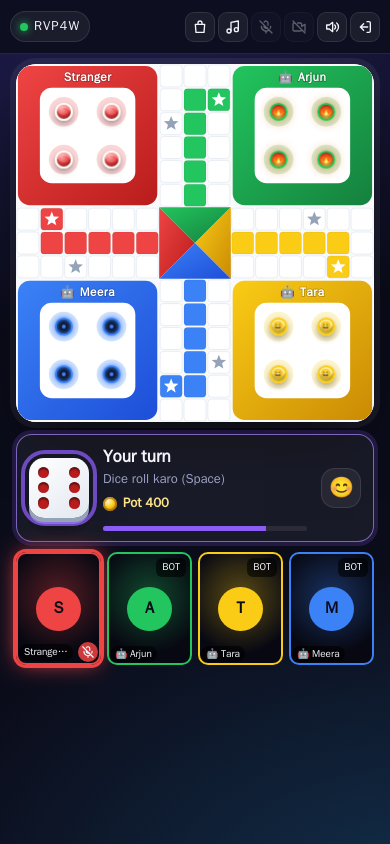 RVP4W
Stranger
Arjun
Meera
Tara
Your turn
Dice roll karo (Space)
Pot 400
S
Strange⋯
BOT
A
Arjun
BOT
T
Tara
BOT
M
Meera